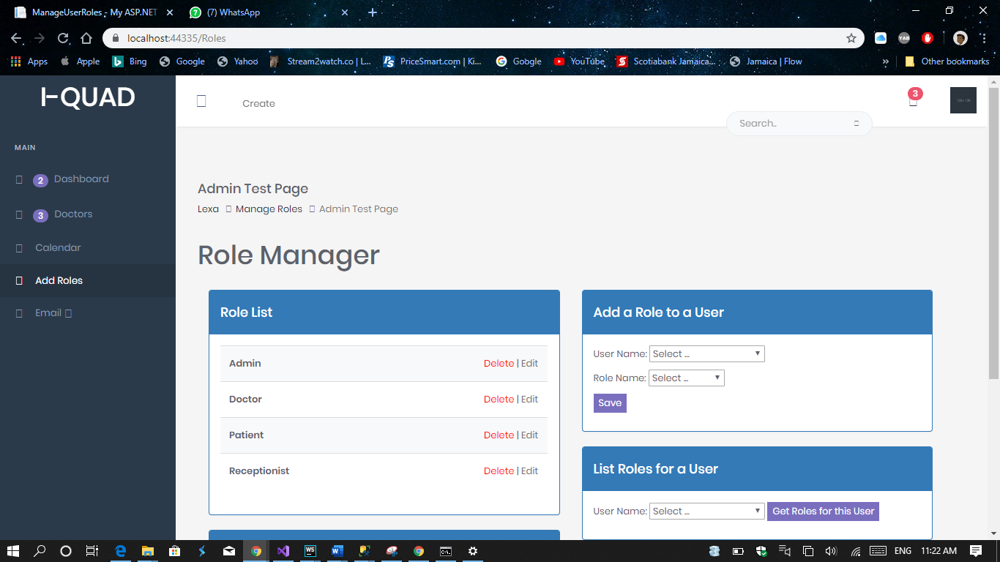 ManageUserRoles - My ASP.NET
(7) WhatsApp
localhost:44335/Roles
YAB
Apps
Apple
Bing
Google
Yahoo
Stream2watch.co | L...
PriceSmart.com | Ki...
Google
YouTube
Scotiabank Jamaica...
Jamaica | Flow
»
Other bookmarks
QUAD
Create
3
Search..
MAIN
2 Dashboard
3 Doctors
Calendar
Add Roles
Email
Admin Test Page
Lexa Manage Roles Admin Test Page
Role Manager
Role List
Admin Delete | Edit
Doctor Delete | Edit
Patient Delete | Edit
Receptionist Delete | Edit
Add a Role to a User
User Name: Select ...
Role Name: Select ...
Save
List Roles for a User
User Name: Select ... Get Roles for this User
ENG
11:22 AM